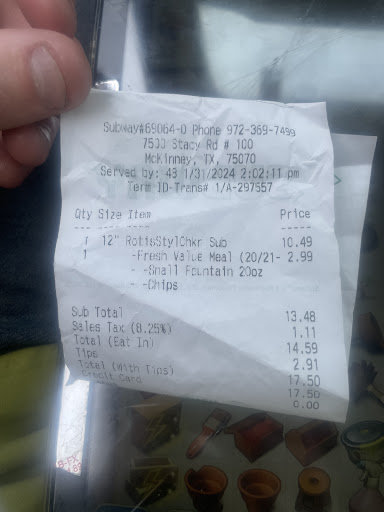 Subway#69064-0 Phone 972-369-7499
7500 Stacy Rd # 100
McKinney, TX, 75070
Served by: 43 1/31/2024 2:02:11 pm
Term ID-Trans# 1/A-297557
Qty Size Item Price
--- ---- ---- -----
1 12" RotisStylChkr Sub 10.49
1 -Fresh Value Meal (20/21- 2.99
- -Small Fountain 20oz
- -Chips
Sub Total 13.48
Sales Tax (8.25%) 1.11
Total (Eat In) 14.59
Tips 2.91
Total (With Tips) 17.50
Credit Card 17.50
0.00